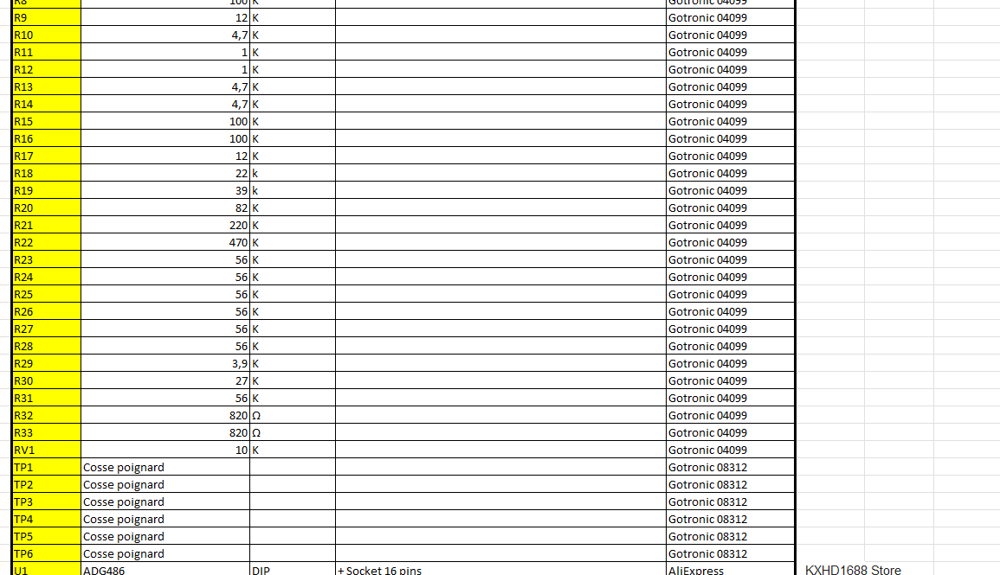 R8 100 K Gotronic 04099
R9 12 K Gotronic 04099
R10 4,7 K Gotronic 04099
R11 1 K Gotronic 04099
R12 1 K Gotronic 04099
R13 4,7 K Gotronic 04099
R14 4,7 K Gotronic 04099
R15 100 K Gotronic 04099
R16 100 K Gotronic 04099
R17 12 K Gotronic 04099
R18 22 k Gotronic 04099
R19 39 k Gotronic 04099
R20 82 K Gotronic 04099
R21 220 K Gotronic 04099
R22 470 K Gotronic 04099
R23 56 K Gotronic 04099
R24 56 K Gotronic 04099
R25 56 K Gotronic 04099
R26 56 K Gotronic 04099
R27 56 K Gotronic 04099
R28 56 K Gotronic 04099
R29 3,9 K Gotronic 04099
R30 27 K Gotronic 04099
R31 56 K Gotronic 04099
R32 820 Ω Gotronic 04099
R33 820 Ω Gotronic 04099
RV1 10 K Gotronic 04099
TP1 Cosse poignard Gotronic 08312
TP2 Cosse poignard Gotronic 08312
TP3 Cosse poignard Gotronic 08312
TP4 Cosse poignard Gotronic 08312
TP5 Cosse poignard Gotronic 08312
TP6 Cosse poignard Gotronic 08312
U1 ADG486 DIP + Socket 16 pins AliExpress KXHD1688 Store